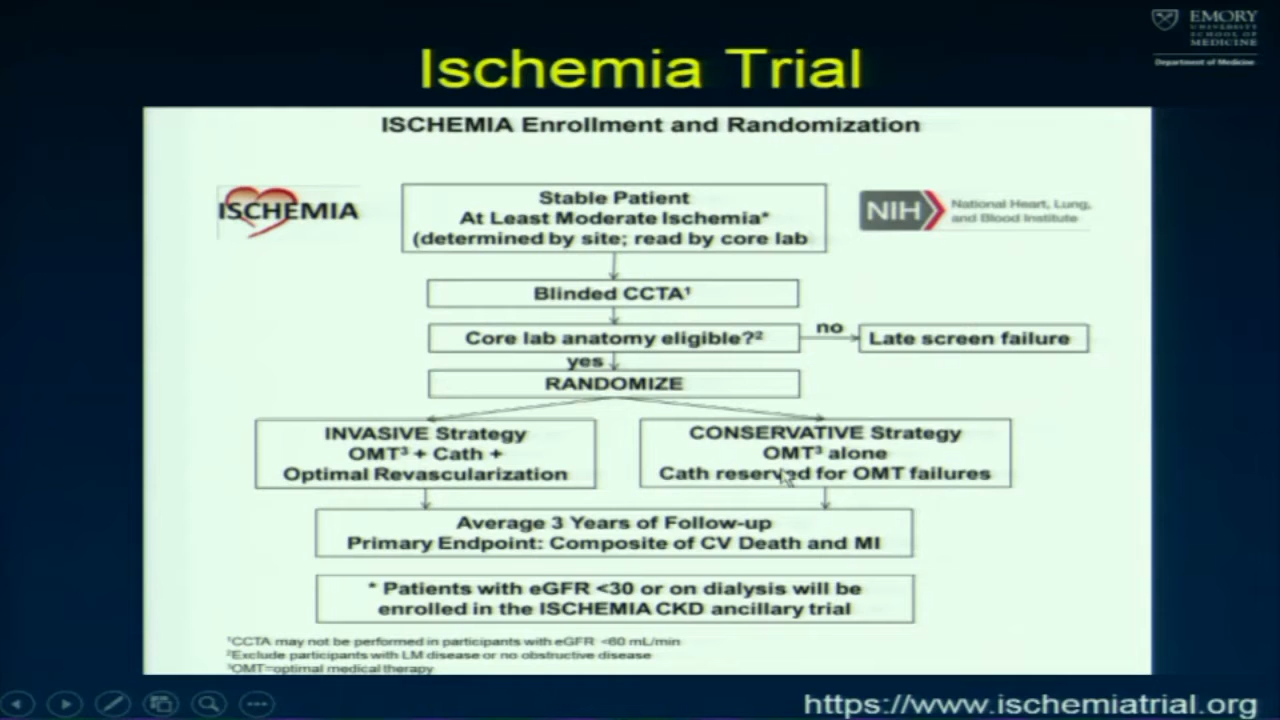 EMORY
UNIVERSITY
SCHOOL OF
MEDICINE
Department of Medicine
Ischemia Trial
ISCHEMIA Enrollment and Randomization
ISCHEMIA
Stable Patient
At Least Moderate Ischemia*
(determined by site; read by core lab
NIH
National Heart, Lung,
and Blood Institute
Blinded CCTA¹
Core lab anatomy eligible?²
no
Late screen failure
yes
RANDOMIZE
INVASIVE Strategy
OMT³ + Cath +
Optimal Revascularization
CONSERVATIVE Strategy
OMT³ alone
Cath reserved for OMT failures
Average 3 Years of Follow-up
Primary Endpoint: Composite of CV Death and MI
* Patients with eGFR <30 or on dialysis will be
enrolled in the ISCHEMIA CKD ancillary trial
¹CCTA may not be performed in participants with eGFR <60 mL/min
²Exclude participants with LM disease or no obstructive disease
³OMT=optimal medical therapy
https://www.ischemiatrial.org